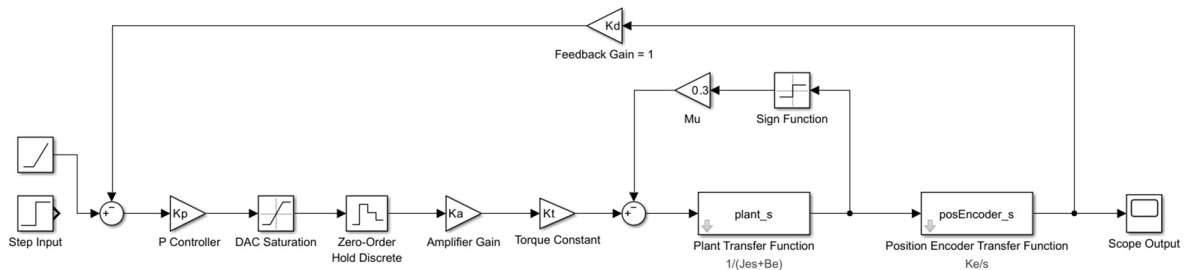 Kd
Feedback Gain = 1
0.3
Mu
Sign Function
Step Input
Kp
P Controller
DAC Saturation
Zero-Order
Hold Discrete
Ka
Amplifier Gain
Kt
Torque Constant
plant_s
Plant Transfer Function
1/(Jes+Be)
posEncoder_s
Position Encoder Transfer Function
Ke/s
Scope Output